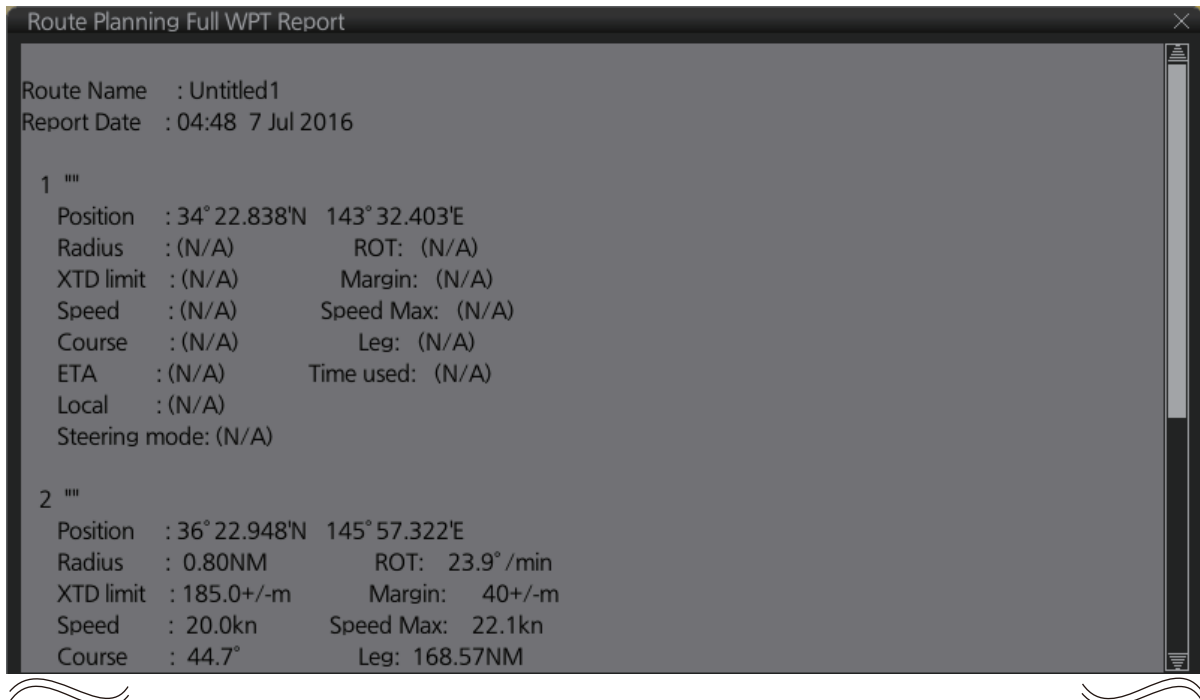 Route Planning Full WPT Report
Route Name : Untitled1
Report Date : 04:48 7 Jul 2016
1 ""
Position : 34°22.838'N 143°32.403'E
Radius : (N/A) ROT: (N/A)
XTD limit : (N/A) Margin: (N/A)
Speed : (N/A) Speed Max: (N/A)
Course : (N/A) Leg: (N/A)
ETA : (N/A) Time used: (N/A)
Local : (N/A)
Steering mode: (N/A)
2 ""
Position : 36°22.948'N 145°57.322'E
Radius : 0.80NM ROT: 23.9°/min
XTD limit : 185.0+/-m Margin: 40+/-m
Speed : 20.0kn Speed Max: 22.1kn
Course : 44.7° Leg: 168.57NM